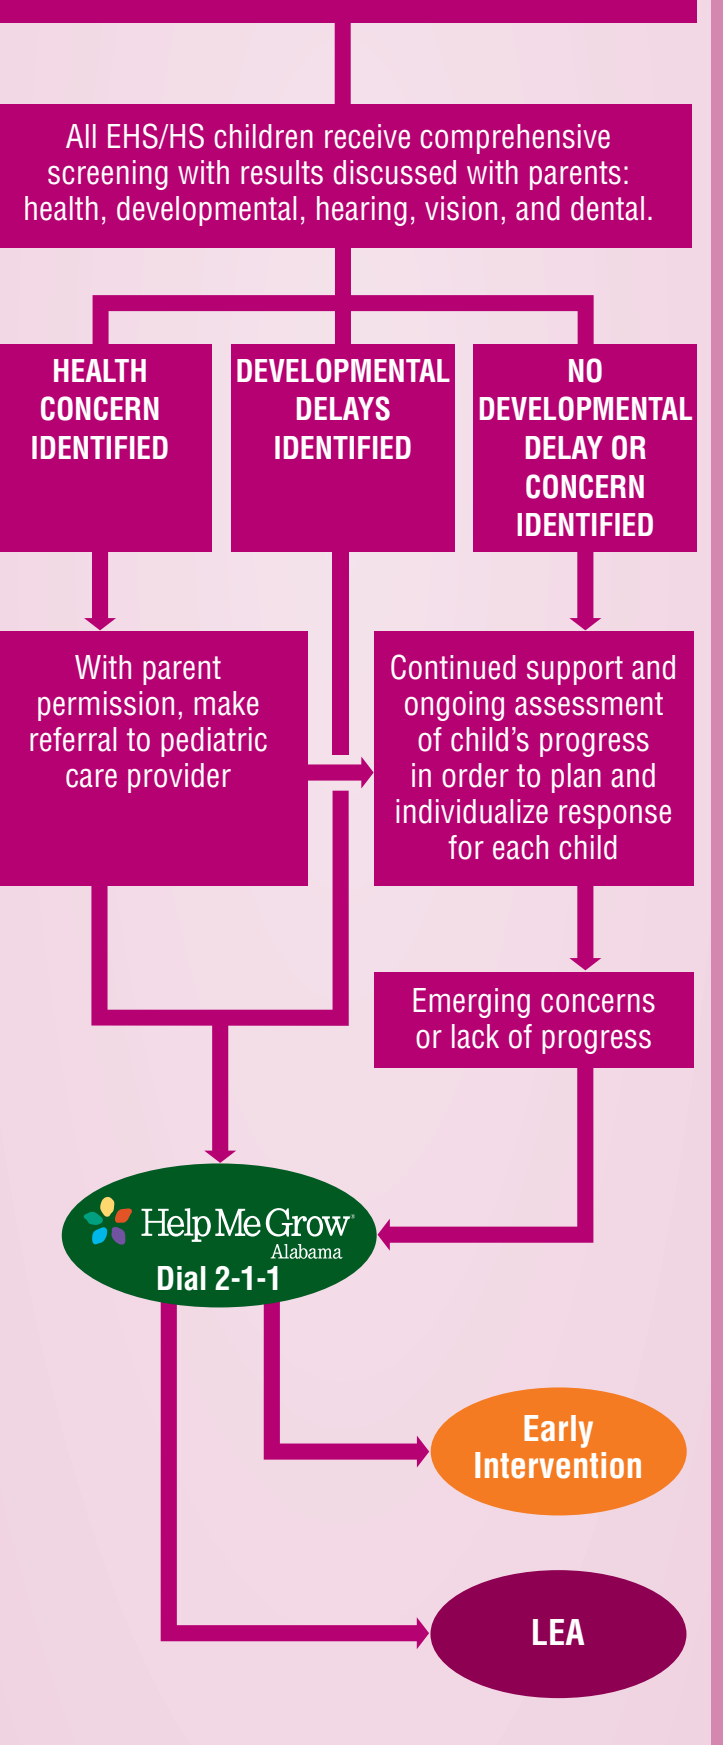 All EHS/HS children receive comprehensive
screening with results discussed with parents:
health, developmental, hearing, vision, and dental.
HEALTH
CONCERN
IDENTIFIED
DEVELOPMENTAL
DELAYS
IDENTIFIED
NO
DEVELOPMENTAL
DELAY OR
CONCERN
IDENTIFIED
With parent
permission, make
referral to pediatric
care provider
Continued support and
ongoing assessment
of child's progress
in order to plan and
individualize response
for each child
Emerging concerns
or lack of progress
Help Me Grow®
Alabama
Dial 2-1-1
Early
Intervention
LEA